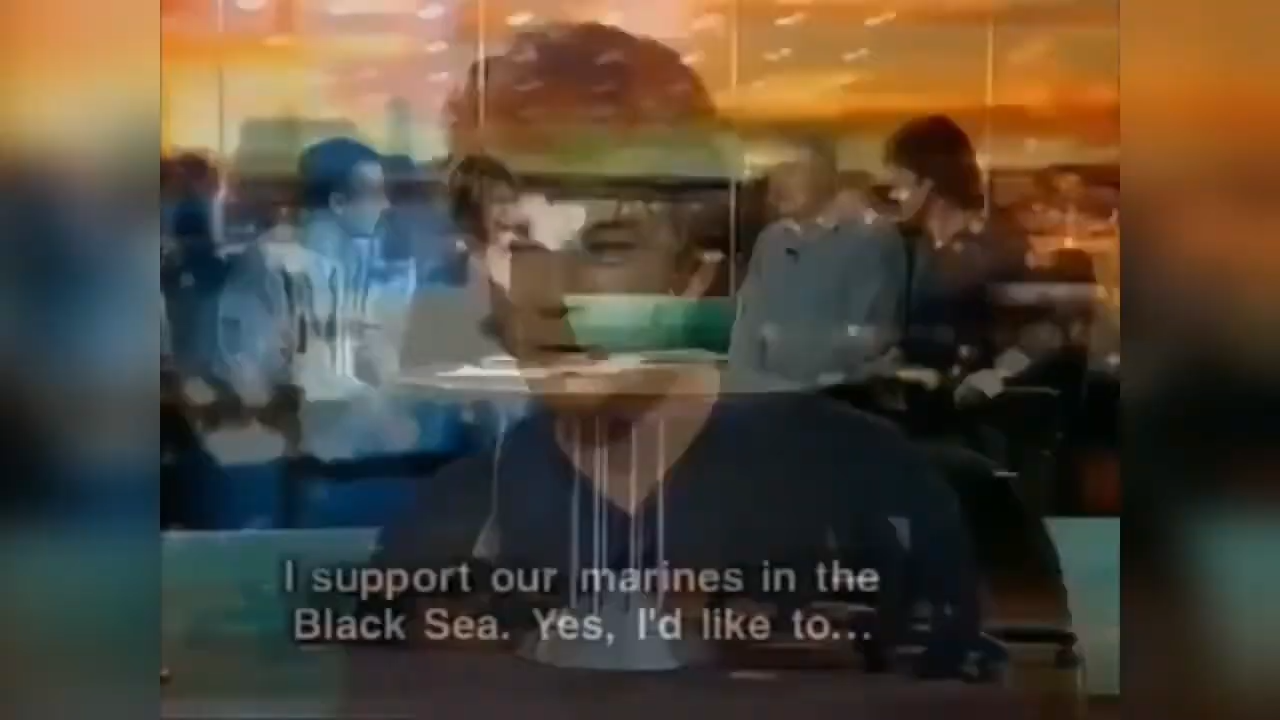 I support our marines in the
Black Sea. Yes, I'd like to...